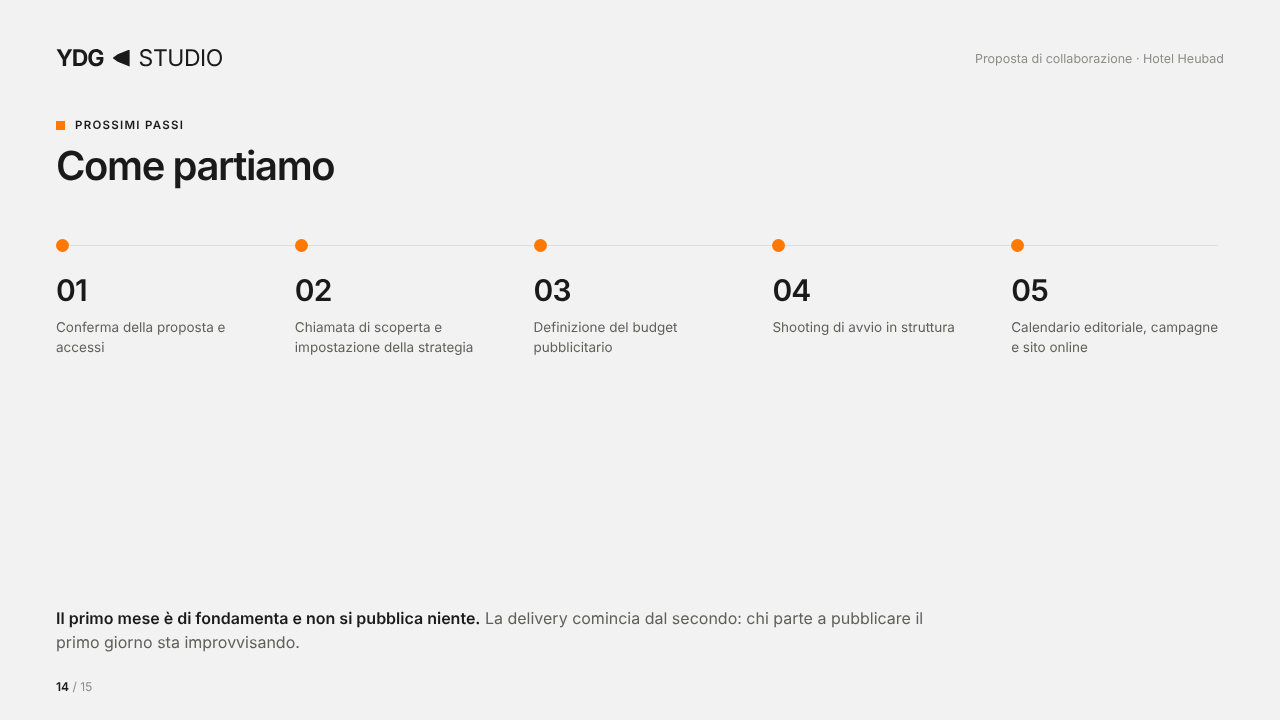 YDG STUDIO
Proposta di collaborazione · Hotel Heubad
PROSSIMI PASSI
Come partiamo
01
Conferma della proposta e
accessi
02
Chiamata di scoperta e
impostazione della strategia
03
Definizione del budget
pubblicitario
04
Shooting di avvio in struttura
05
Calendario editoriale, campagne
e sito online
Il primo mese è di fondamenta e non si pubblica niente. La delivery comincia dal secondo: chi parte a pubblicare il
primo giorno sta improvvisando.
14 / 15